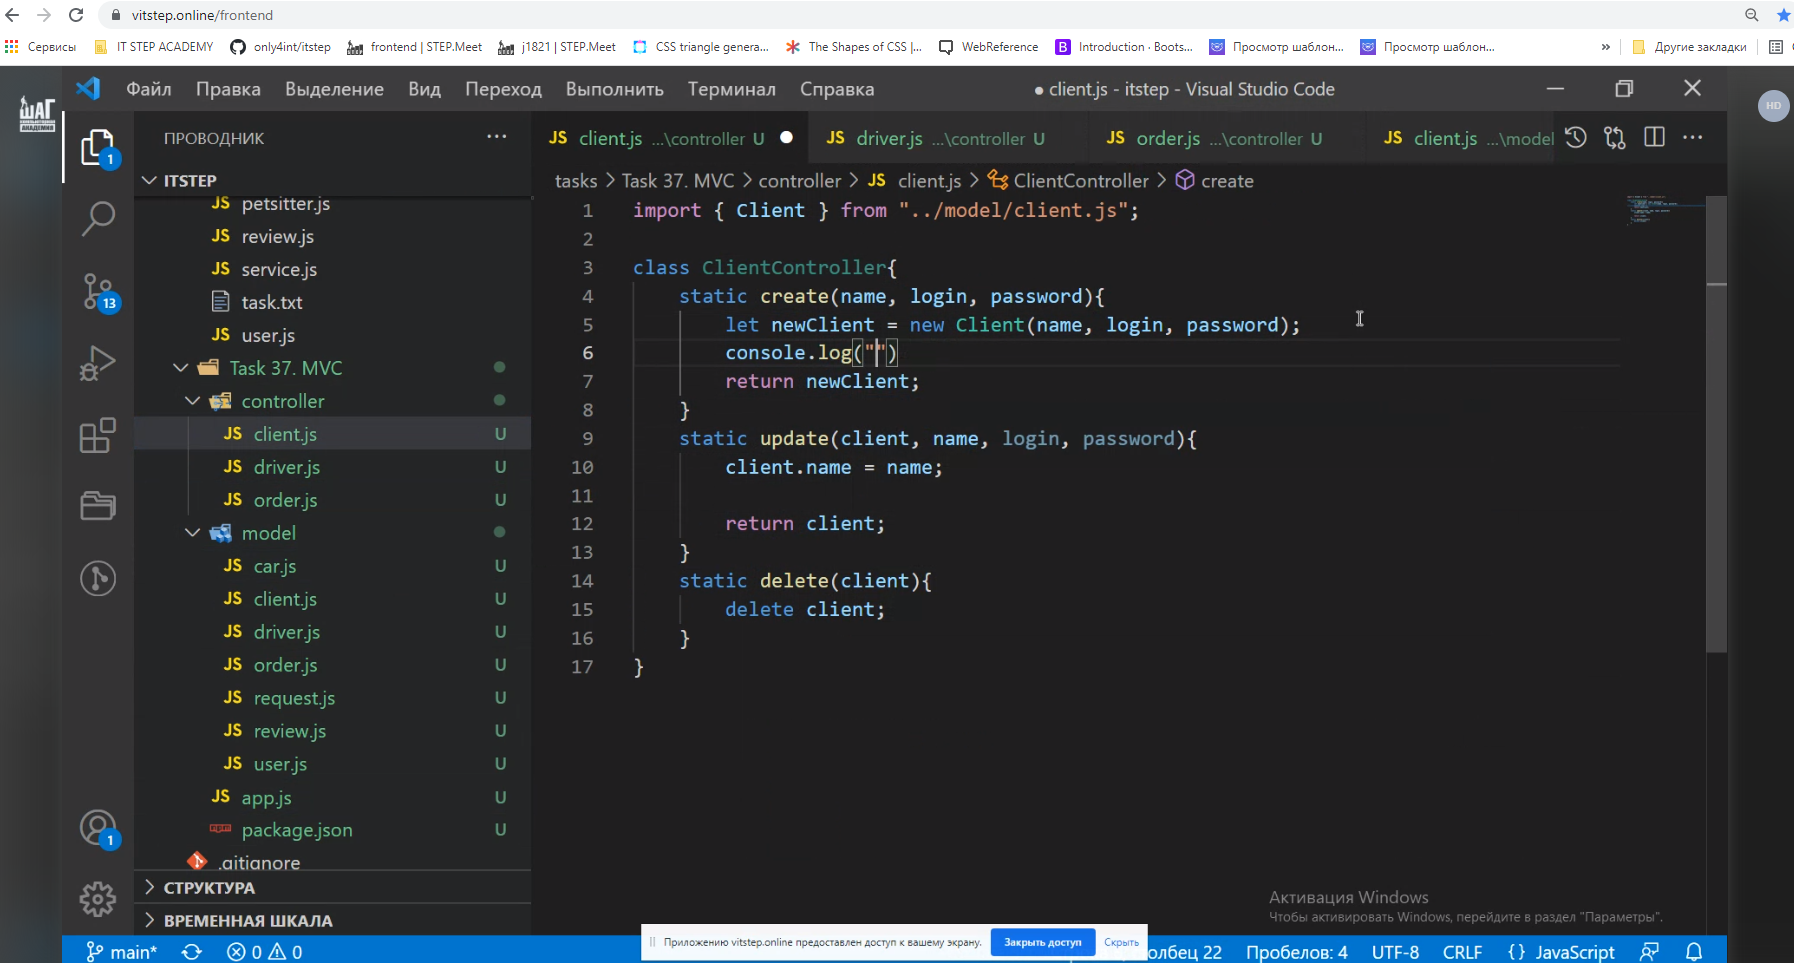 vitstep.online/frontend
Сервисы IT STEP ACADEMY only4int/itstep frontend | STEP.Meet j1821 | STEP.Meet CSS triangle genera... The Shapes of CSS |... WebReference B Introduction · Boots... Просмотр шаблон... Просмотр шаблон... » Другие закладки
ШАГ
Файл Правка Выделение Вид Переход Выполнить Терминал Справка ● client.js - itstep - Visual Studio Code
HD
ПРОВОДНИК ···
JS client.js ...\controller U ● JS driver.js ...\controller U JS order.js ...\controller U JS client.js ...\model ···
1
ITSTEP
tasks > Task 37. MVC > controller > JS client.js > ClientController > create
JS petsitter.js
JS review.js
JS service.js
task.txt
JS user.js
Task 37. MVC
controller
JS client.js U
JS driver.js U
JS order.js U
model
JS car.js U
JS client.js U
JS driver.js U
JS order.js U
JS request.js U
JS review.js U
JS user.js U
JS app.js U
package.json U
.gitignore
СТРУКТУРА
ВРЕМЕННАЯ ШКАЛА
13
1
1 import { Client } from "../model/client.js";
2
3 class ClientController{
4 static create(name, login, password){
5 let newClient = new Client(name, login, password);
6 console.log("")
7 return newClient;
8 }
9 static update(client, name, login, password){
10 client.name = name;
11
12 return client;
13 }
14 static delete(client){
15 delete client;
16 }
17 }
Активация Windows
Чтобы активировать Windows, перейдите в раздел "Параметры".
Приложению vitstep.online предоставлен доступ к вашему экрану. Закрыть доступ Скрыть
main* 0 0 олбец 22 Пробелов: 4 UTF-8 CRLF {} JavaScript